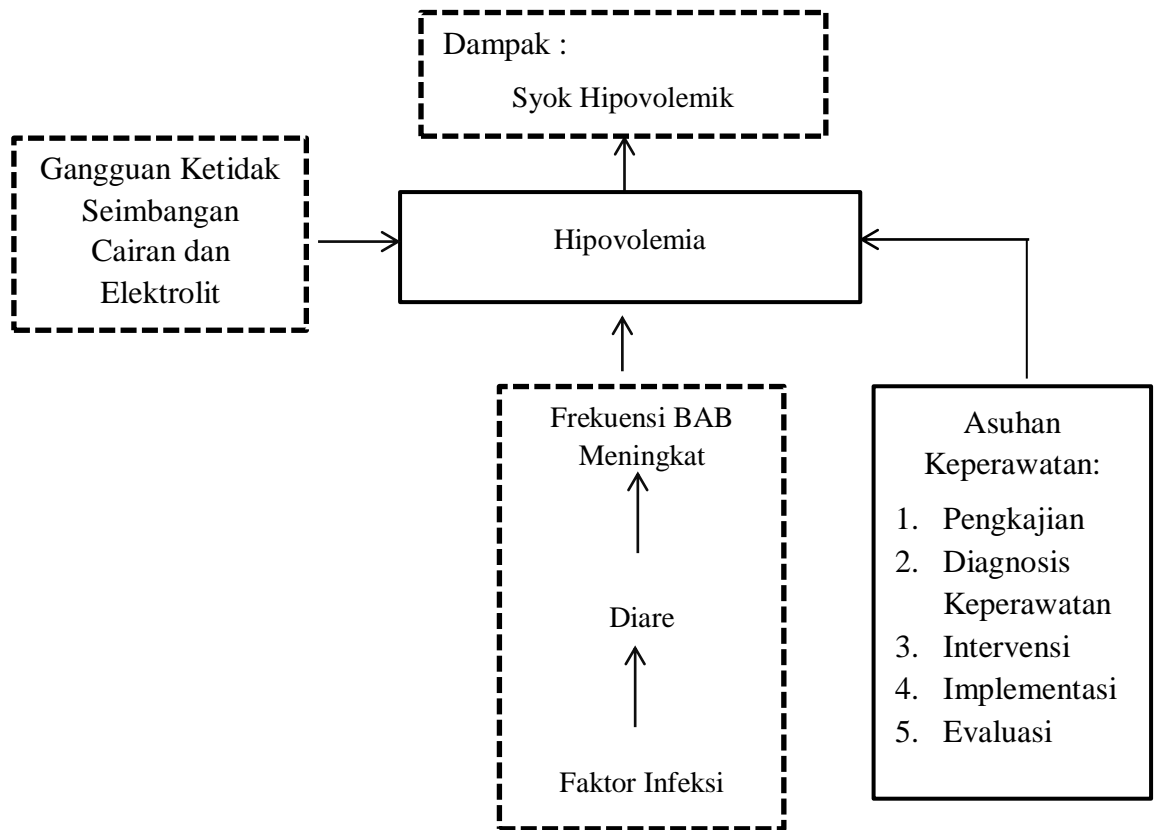 Dampak :
Syok Hipovolemik
Gangguan Ketidak
Seimbangan
Cairan dan
Elektrolit
Hipovolemia
Frekuensi BAB
Meningkat
Diare
Faktor Infeksi
Asuhan
Keperawatan:
1. Pengkajian
2. Diagnosis
Keperawatan
3. Intervensi
4. Implementasi
5. Evaluasi